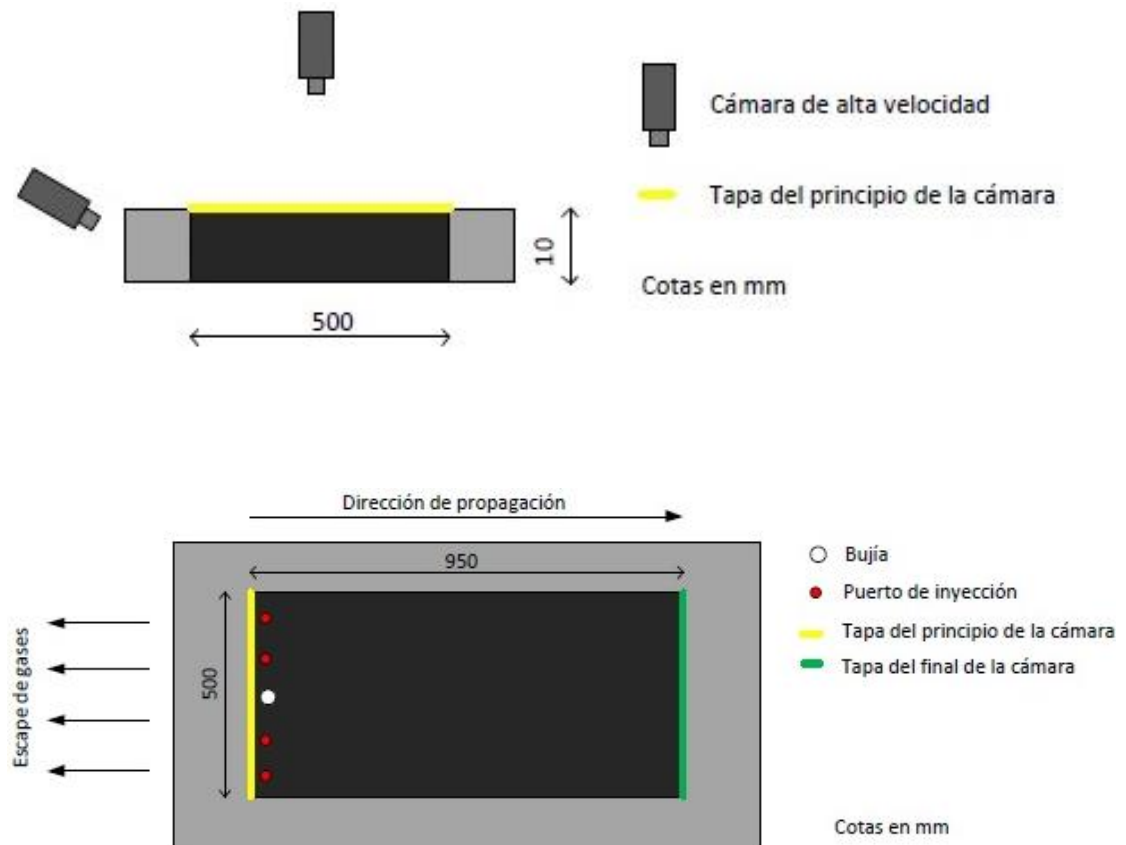 Cámara de alta velocidad
Tapa del principio de la cámara
10
Cotas en mm
500
Dirección de propagación
950
Bujía
Puerto de inyección
Tapa del principio de la cámara
Tapa del final de la cámara
500
Escape de gases
Cotas en mm